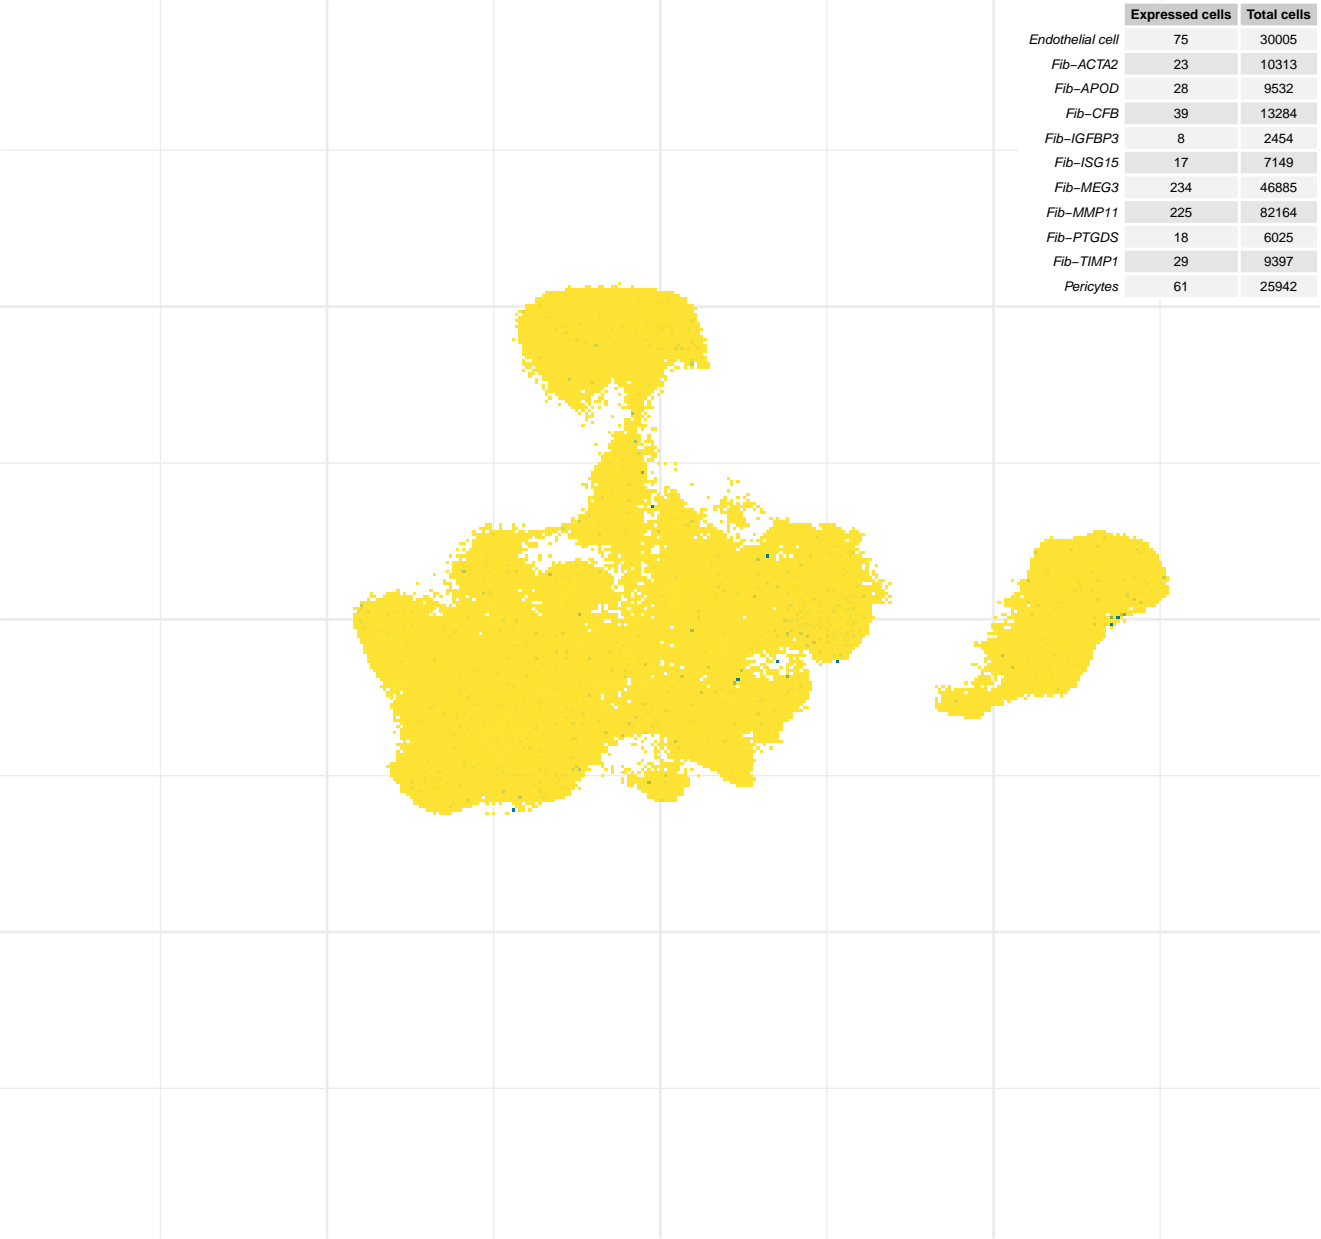 Expressed cells Total cells
Endothelial cell 75 30005
Fib−ACTA2 23 10313
Fib−APOD 28 9532
Fib−CFB 39 13284
Fib−IGFBP3 8 2454
Fib−ISG15 17 7149
Fib−MEG3 234 46885
Fib−MMP11 225 82164
Fib−PTGDS 18 6025
Fib−TIMP1 29 9397
Pericytes 61 25942